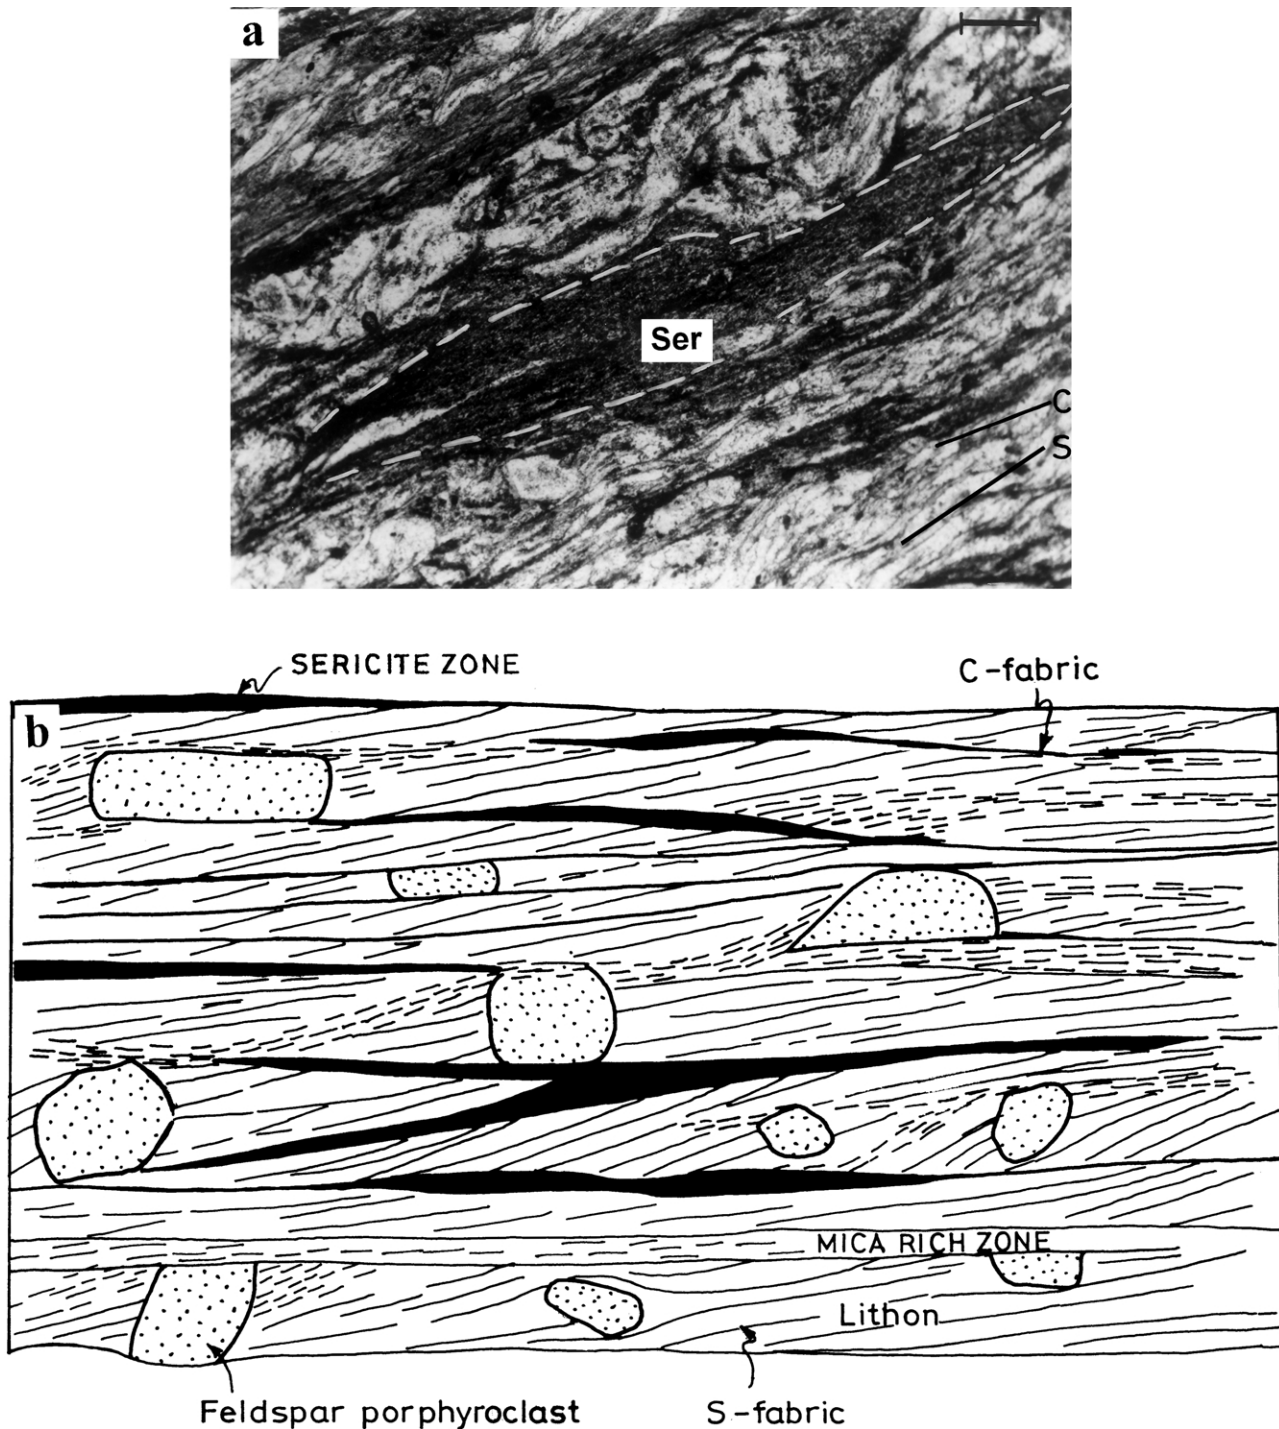 a
Ser
C
S
SERICITE ZONE
C-fabric
b
MICA RICH ZONE
Lithon
Feldspar porphyroclast
S-fabric